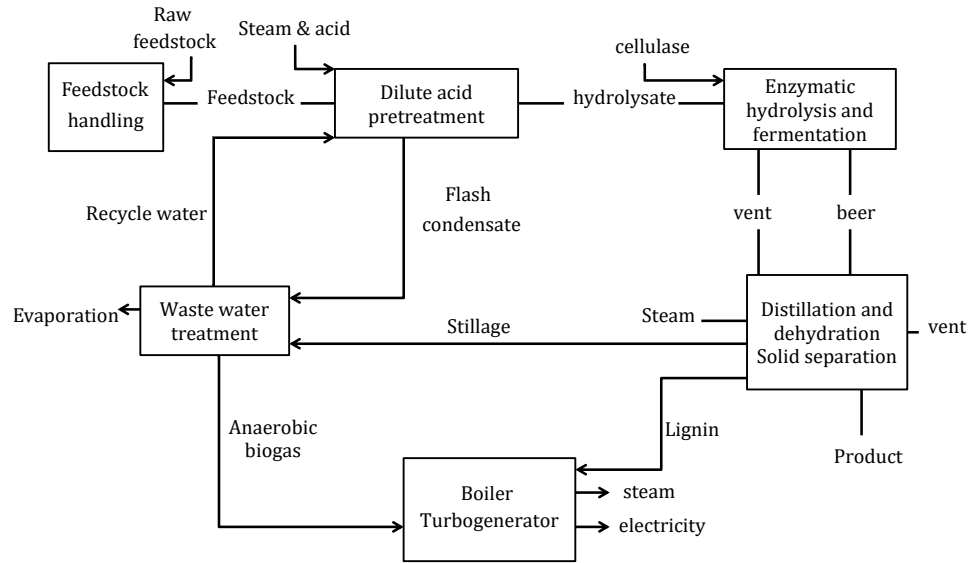 Raw
feedstock
Steam & acid
cellulase
Feedstock
handling
Feedstock
Dilute acid
pretreatment
hydrolysate
Enzymatic
hydrolysis and
fermentation
Recycle water
Flash
condensate
vent
beer
Evaporation
Waste water
treatment
Stillage
Steam
Distillation and
dehydration
Solid separation
vent
Anaerobic
biogas
Lignin
Product
Boiler
Turbogenerator
steam
electricity